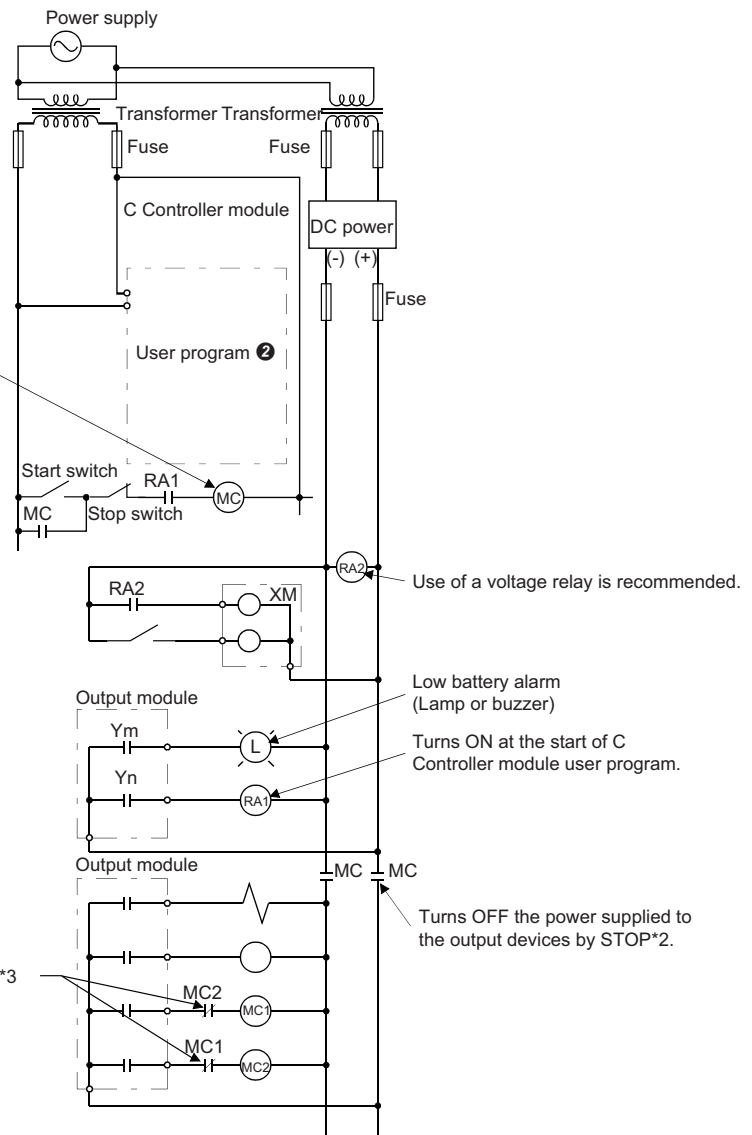 Power supply
Transformer Transformer
Fuse
Fuse
C Controller module
DC power
(-) (+)
Fuse
User program ❷
Start switch
RA1
MC
MC
Stop switch
RA2
Use of a voltage relay is recommended.
RA2
XM
Low battery alarm
(Lamp or buzzer)
Output module
Ym
L
Turns ON at the start of C
Controller module user program.
Yn
RA1
Output module
MC
MC
Turns OFF the power supplied to
the output devices by STOP*2.
*3
MC2
MC1
MC1
MC2